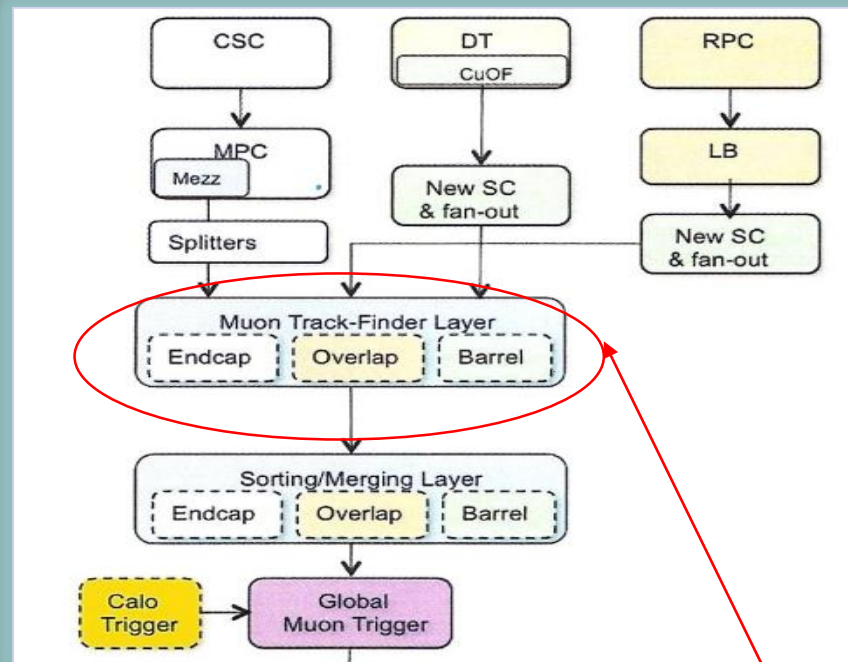 CSC
DT
CuOF
RPC
MPC
Mezz
LB
New SC
& fan-out
Splitters
New SC
& fan-out
Muon Track-Finder Layer
Endcap
Overlap
Barrel
Sorting/Merging Layer
Endcap
Overlap
Barrel
Calo
Trigger
Global
Muon Trigger